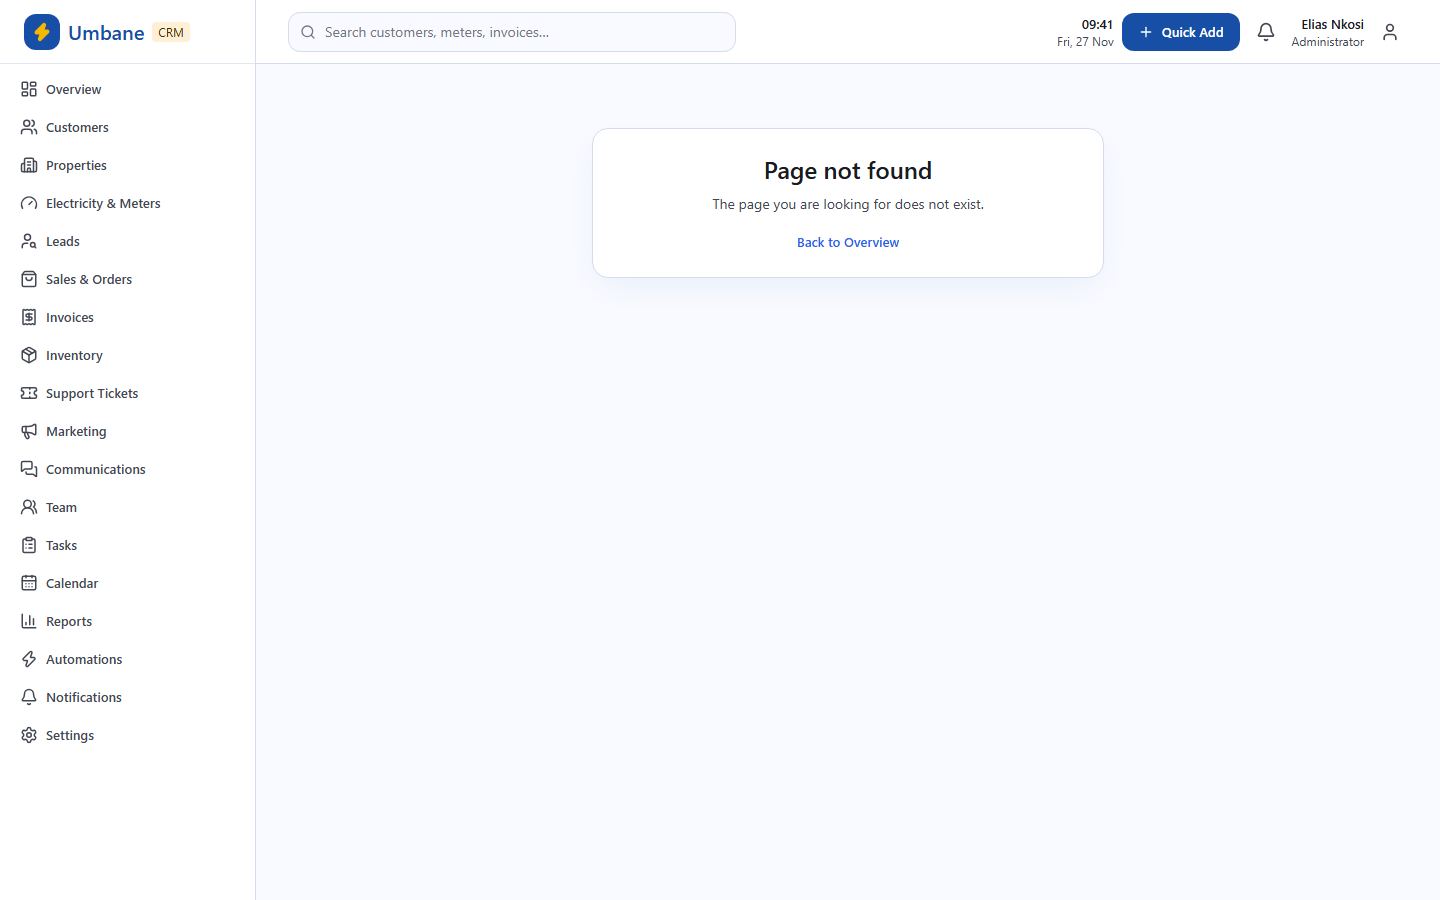 Umbane CRM
Search customers, meters, invoices...
09:41
Fri, 27 Nov
Quick Add
Elias Nkosi
Administrator
Overview
Customers
Properties
Electricity & Meters
Leads
Sales & Orders
Invoices
Inventory
Support Tickets
Marketing
Communications
Team
Tasks
Calendar
Reports
Automations
Notifications
Settings
Page not found
The page you are looking for does not exist.
Back to Overview